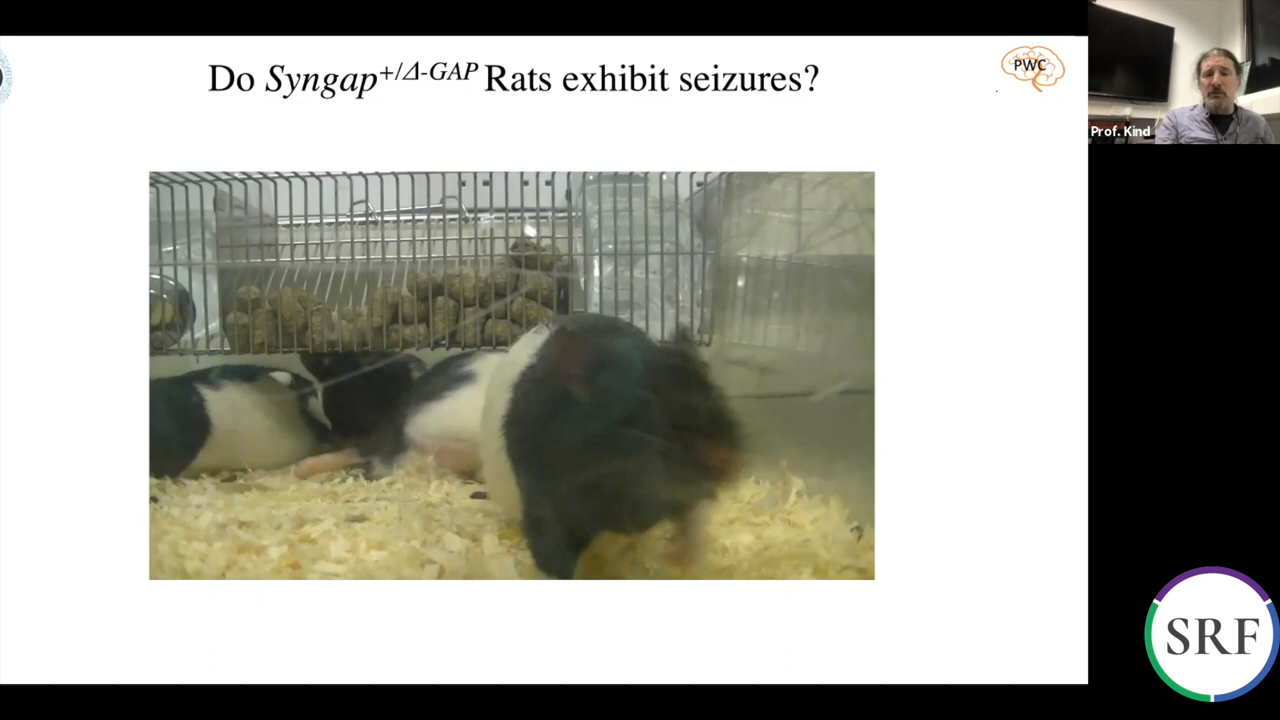 Do Syngap+/Δ-GAP Rats exhibit seizures?
PWC
Prof. Kind
SRF